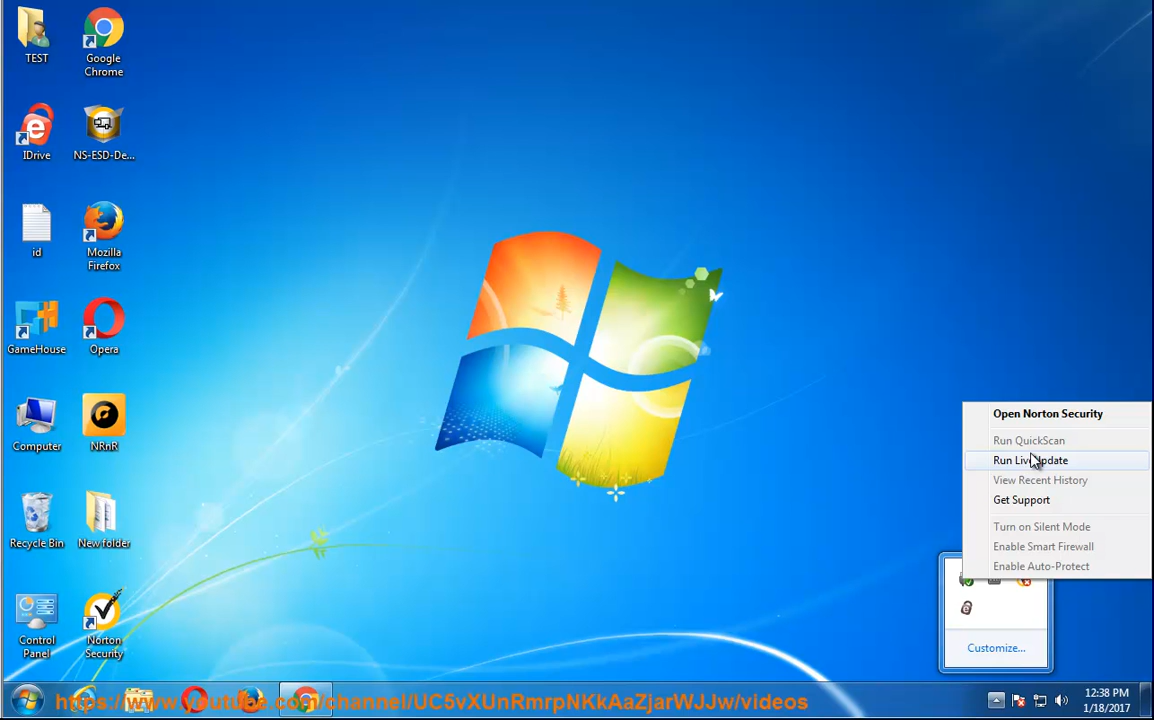 TEST
Google
Chrome
IDrive
NS-ESD-De...
id
Mozilla
Firefox
GameHouse
Opera
Computer
NRnR
Recycle Bin
New folder
Control
Panel
Norton
Security
Open Norton Security
Run QuickScan
Run LiveUpdate
View Recent History
Get Support
Turn on Silent Mode
Enable Smart Firewall
Enable Auto-Protect
Customize...
https://www.youtube.com/channel/UC5vXUnRmrpNKkAaZjarWJJw/videos
12:38 PM
1/18/2017